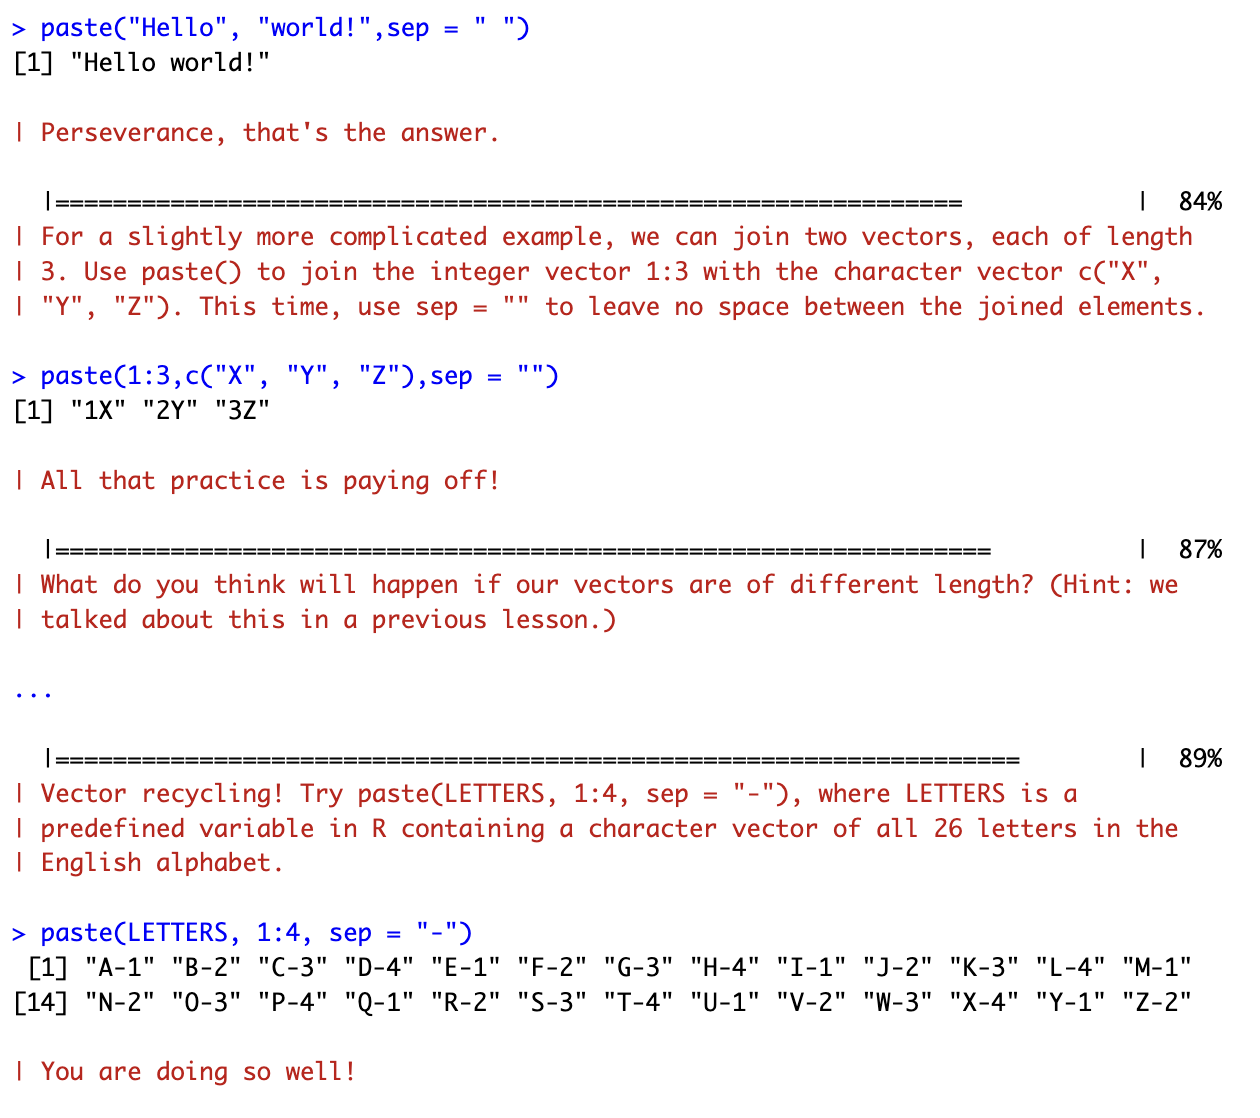 > paste("Hello", "world!",sep = " ")
[1] "Hello world!"
| Perseverance, that's the answer.
|=============================================================== | 84%
| For a slightly more complicated example, we can join two vectors, each of length
| 3. Use paste() to join the integer vector 1:3 with the character vector c("X",
| "Y", "Z"). This time, use sep = "" to leave no space between the joined elements.
> paste(1:3,c("X", "Y", "Z"),sep = "")
[1] "1X" "2Y" "3Z"
| All that practice is paying off!
|================================================================= | 87%
| What do you think will happen if our vectors are of different length? (Hint: we
| talked about this in a previous lesson.)
...
|=================================================================== | 89%
| Vector recycling! Try paste(LETTERS, 1:4, sep = "-"), where LETTERS is a
| predefined variable in R containing a character vector of all 26 letters in the
| English alphabet.
> paste(LETTERS, 1:4, sep = "-")
[1] "A-1" "B-2" "C-3" "D-4" "E-1" "F-2" "G-3" "H-4" "I-1" "J-2" "K-3" "L-4" "M-1"
[14] "N-2" "O-3" "P-4" "Q-1" "R-2" "S-3" "T-4" "U-1" "V-2" "W-3" "X-4" "Y-1" "Z-2"
| You are doing so well!